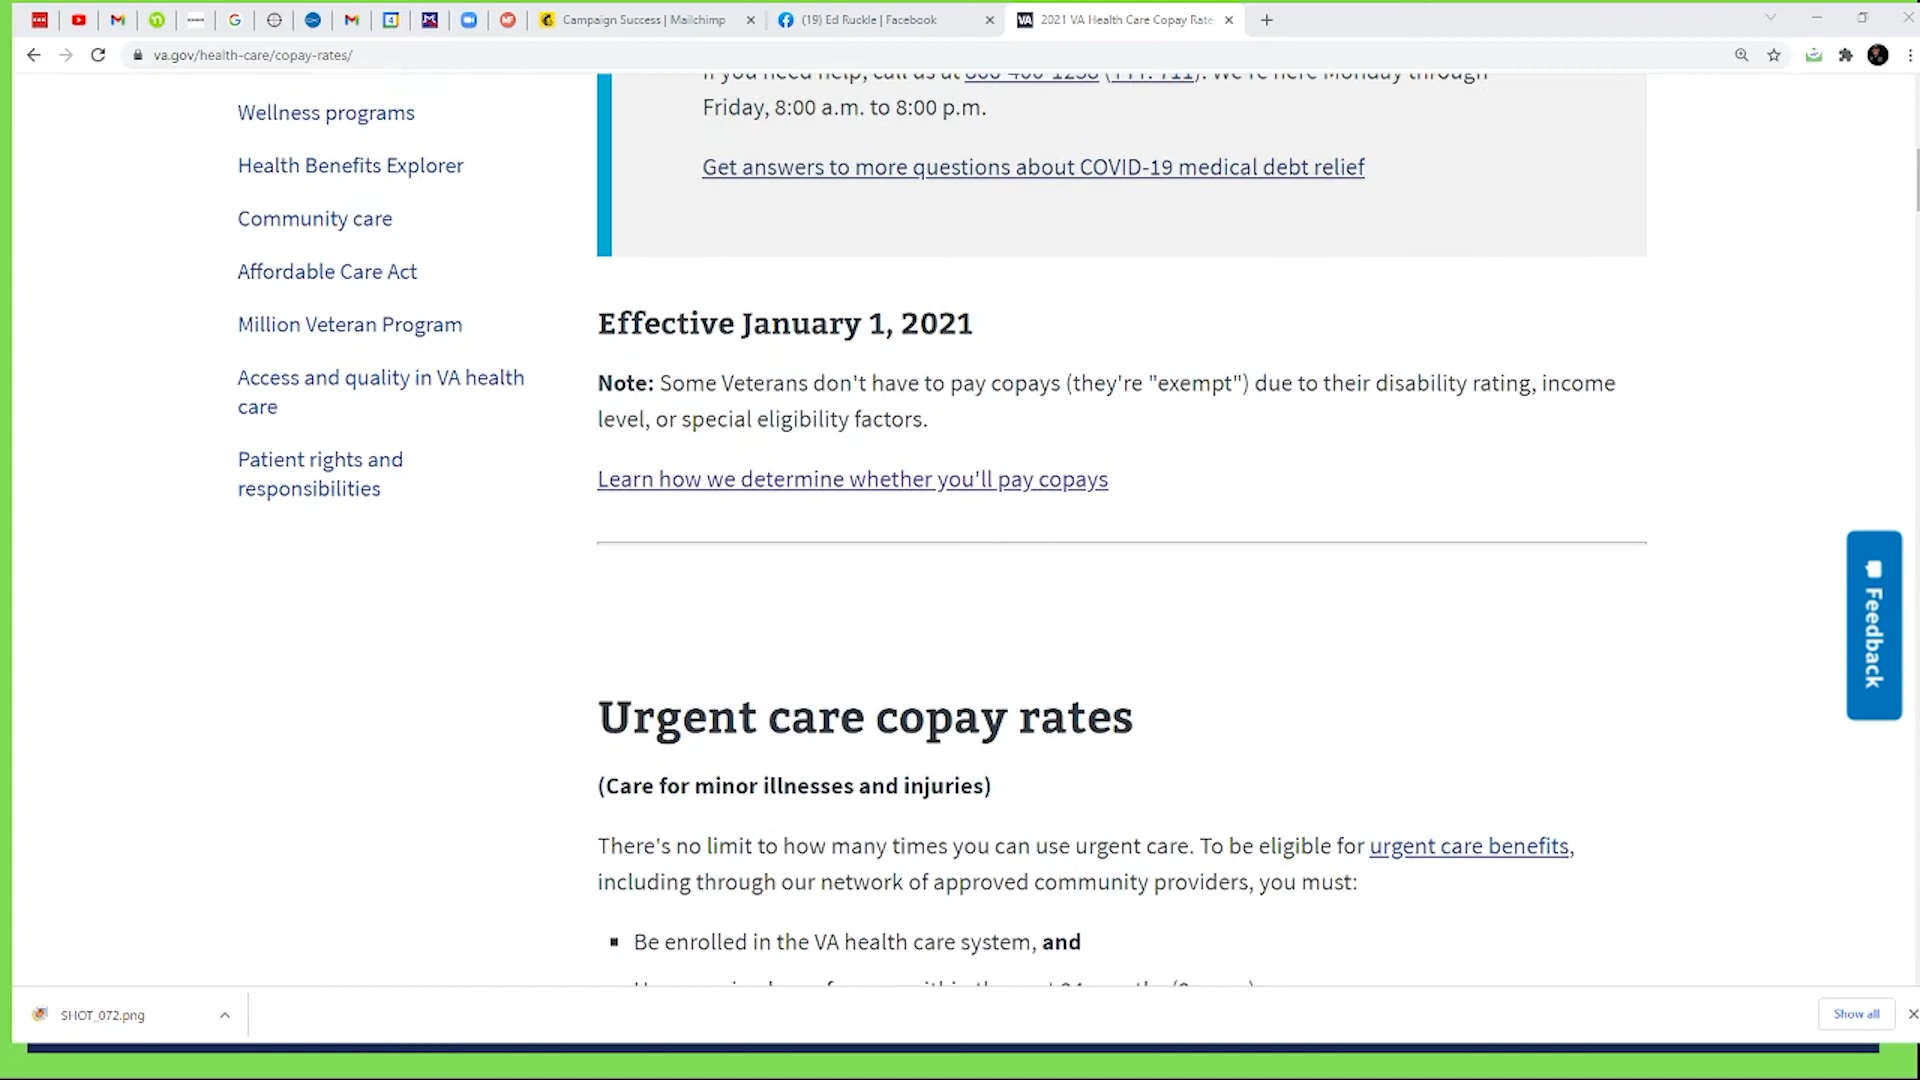 Campaign Success | Mailchimp
(19) Ed Ruckle | Facebook
2021 VA Health Care Copay Rate
va.gov/health-care/copay-rates/
Wellness programs
Health Benefits Explorer
Community care
Affordable Care Act
Million Veteran Program
Access and quality in VA health
care
Patient rights and
responsibilities
If you need help, call us at 866-400-1238 (TTY: 711). We're here Monday through
Friday, 8:00 a.m. to 8:00 p.m.
Get answers to more questions about COVID-19 medical debt relief
Effective January 1, 2021
Note: Some Veterans don't have to pay copays (they're "exempt") due to their disability rating, income
level, or special eligibility factors.
Learn how we determine whether you'll pay copays
Urgent care copay rates
(Care for minor illnesses and injuries)
There's no limit to how many times you can use urgent care. To be eligible for urgent care benefits,
including through our network of approved community providers, you must:
Be enrolled in the VA health care system, and
Feedback
SHOT_072.png
Show all